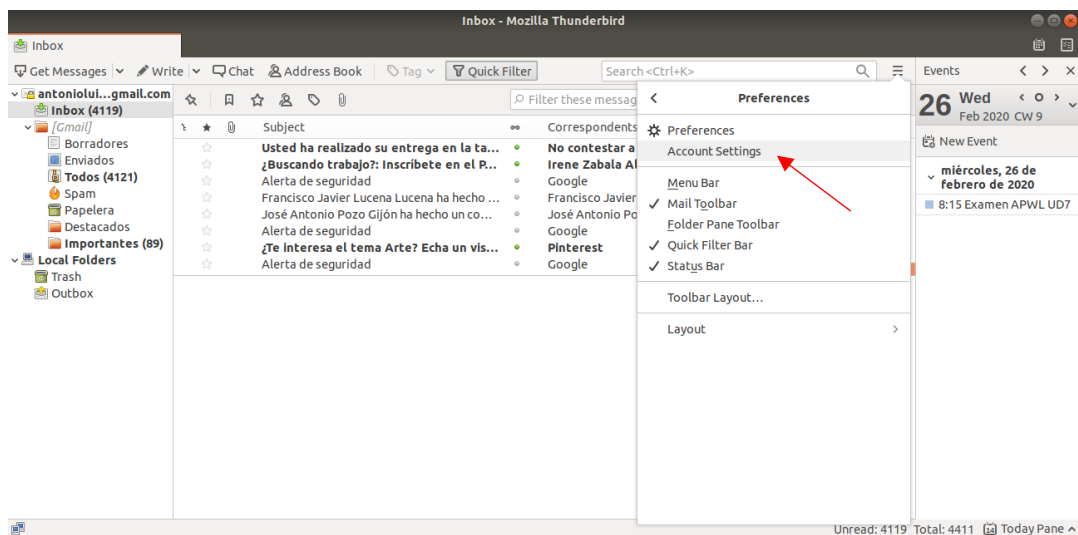 Inbox - Mozilla Thunderbird
Inbox
Get Messages Write Chat Address Book Tag Quick Filter Search <Ctrl+K>
antoniolui...gmail.com
Inbox (4119)
[Gmail]
Borradores
Enviados
Todos (4121)
Spam
Papelera
Destacados
Importantes (89)
Local Folders
Trash
Outbox
Filter these messag
Subject Correspondents
Usted ha realizado su entrega en la ta... No contestar a
¿Buscando trabajo?: Inscríbete en el P... Irene Zabala Al
Alerta de seguridad Google
Francisco Javier Lucena Lucena ha hecho ... Francisco Javier
José Antonio Pozo Gijón ha hecho un co... José Antonio Po
Alerta de seguridad Google
¿Te interesa el tema Arte? Echa un vis... Pinterest
Alerta de seguridad Google
Preferences
Preferences
Account Settings
Menu Bar
Mail Toolbar
Folder Pane Toolbar
Quick Filter Bar
Status Bar
Toolbar Layout...
Layout
Events
26 Wed
Feb 2020 CW 9
New Event
miércoles, 26 de
febrero de 2020
8:15 Examen APWL UD7
Unread: 4119 Total: 4411 14 Today Pane